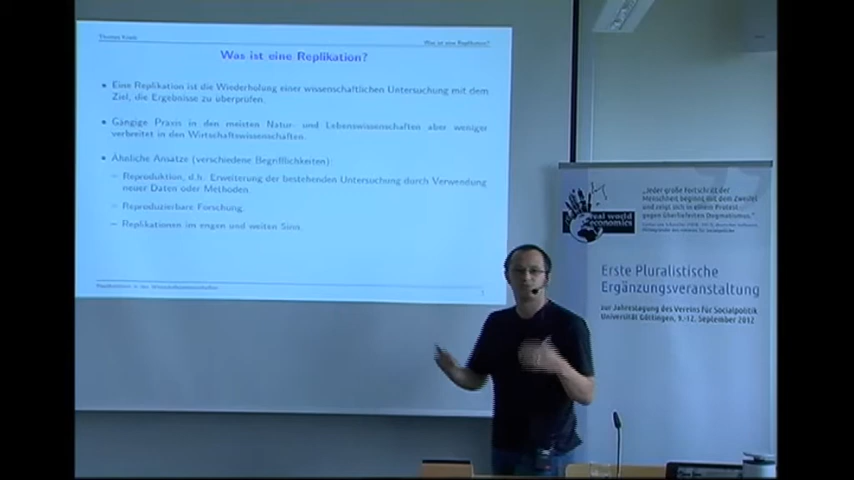 Was ist eine Replikation?
Was ist eine Replikation?
Eine Replikation ist die Wiederholung einer wissenschaftlichen Untersuchung mit dem
Ziel, die Ergebnisse zu überprüfen.
Gängige Praxis in den meisten Natur- und Lebenswissenschaften aber weniger
verbreitet in den Wirtschaftswissenschaften.
Ähnliche Ansätze (verschiedene Begrifflichkeiten):
– Reproduktion, d.h. Erweiterung der bestehenden Untersuchung durch Verwendung
neuer Daten oder Methoden.
– Reproduzierbare Forschung.
– Replikationen im engen und weiten Sinn.
real world
economics
"Jeder große Fortschritt der
Menschheit beginnt mit dem Zweifel
und zeigt sich in einem Protest
gegen überliefertes Dogmatismus."
Erste Pluralistische
Ergänzungsveranstaltung
zur Jahrestagung des Vereins für Socialpolitik
Universität Göttingen, 9.-12. September 2012